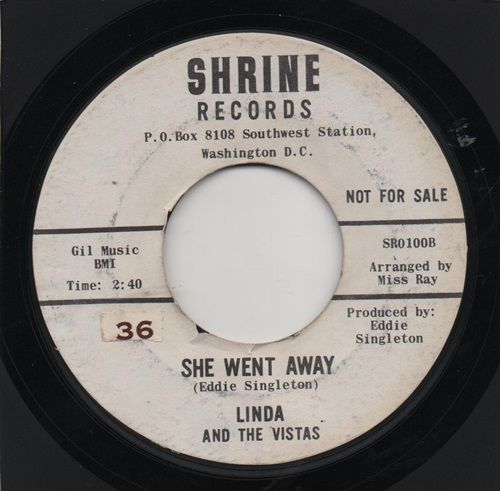 SHRINE
RECORDS
P.O.Box 8108 Southwest Station,
Washington D.C.
NOT FOR SALE
Gil Music
BMI
Time: 2:40
SR0100B
Arranged by
Miss Ray
Produced by:
Eddie
Singleton
36
SHE WENT AWAY
(Eddie Singleton)
LINDA
AND THE VISTAS